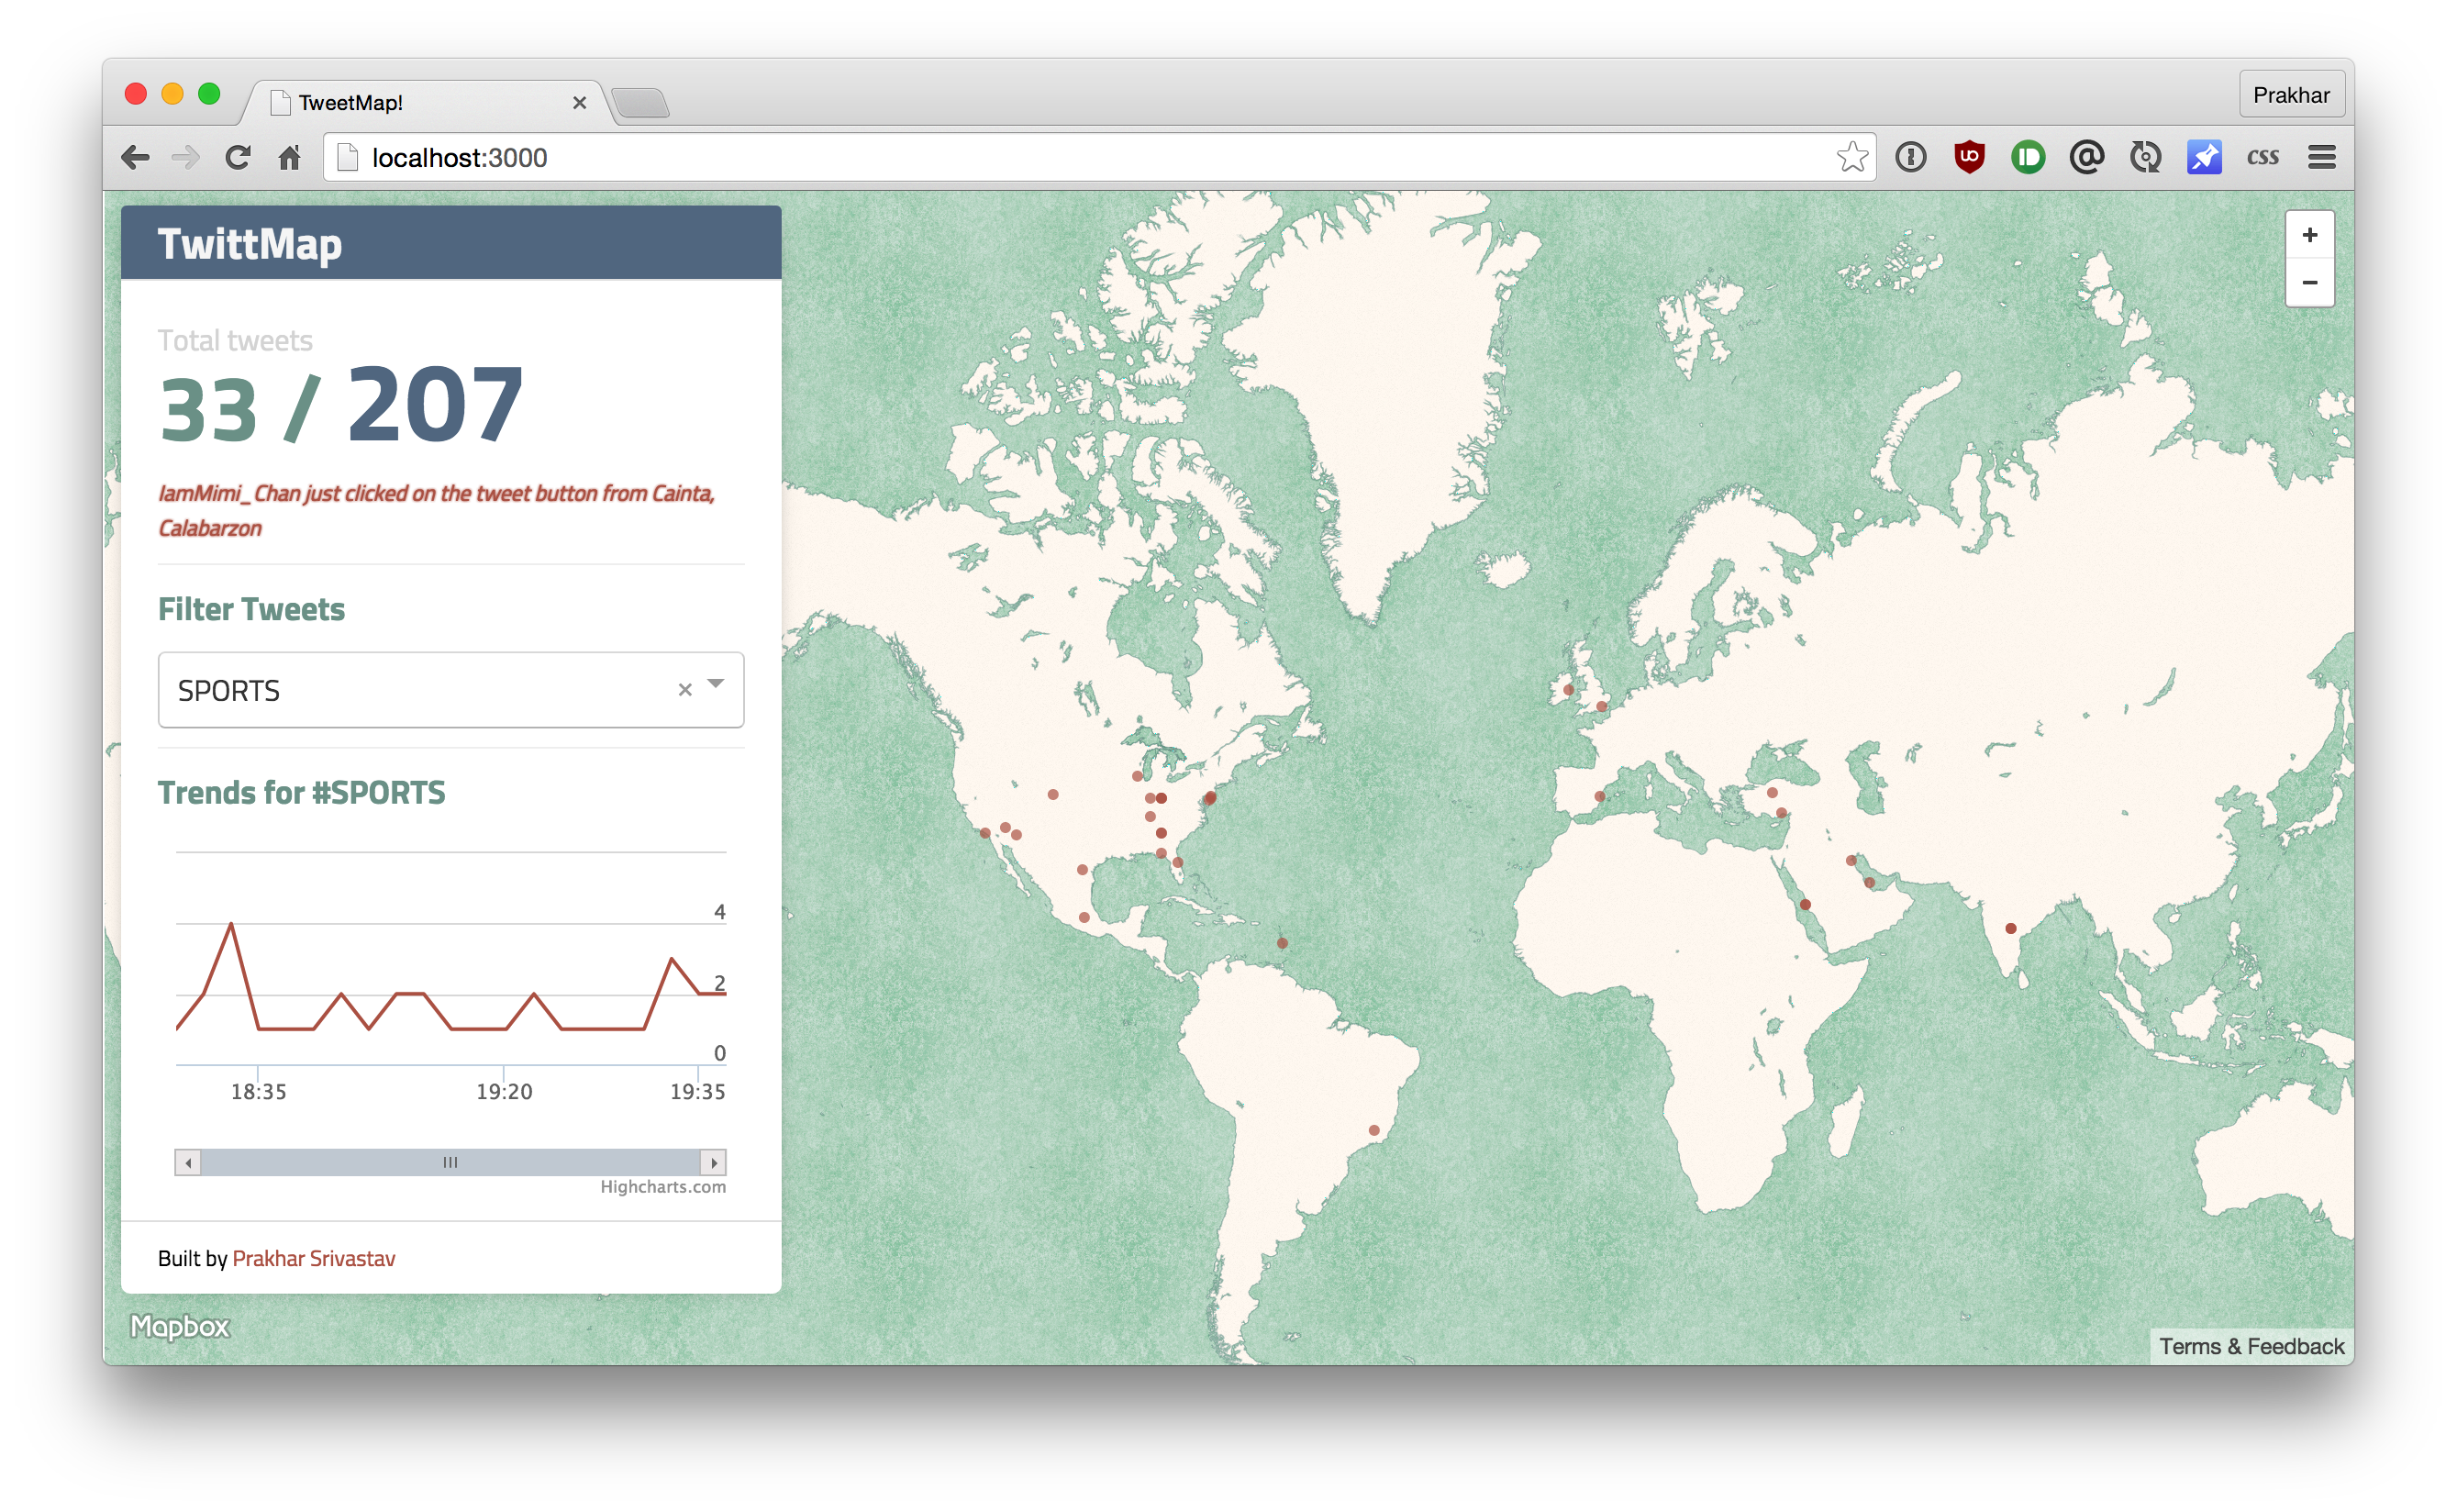 TweetMap!
Prakhar
localhost:3000
css
TwittMap
+
−
Total tweets
33 / 207
IamMimi_Chan just clicked on the tweet button from Cainta,
Calabarzon
Filter Tweets
SPORTS
Trends for #SPORTS
4
2
0
18:35 19:20 19:35
Highcharts.com
Built by Prakhar Srivastav
Mapbox
Terms & Feedback